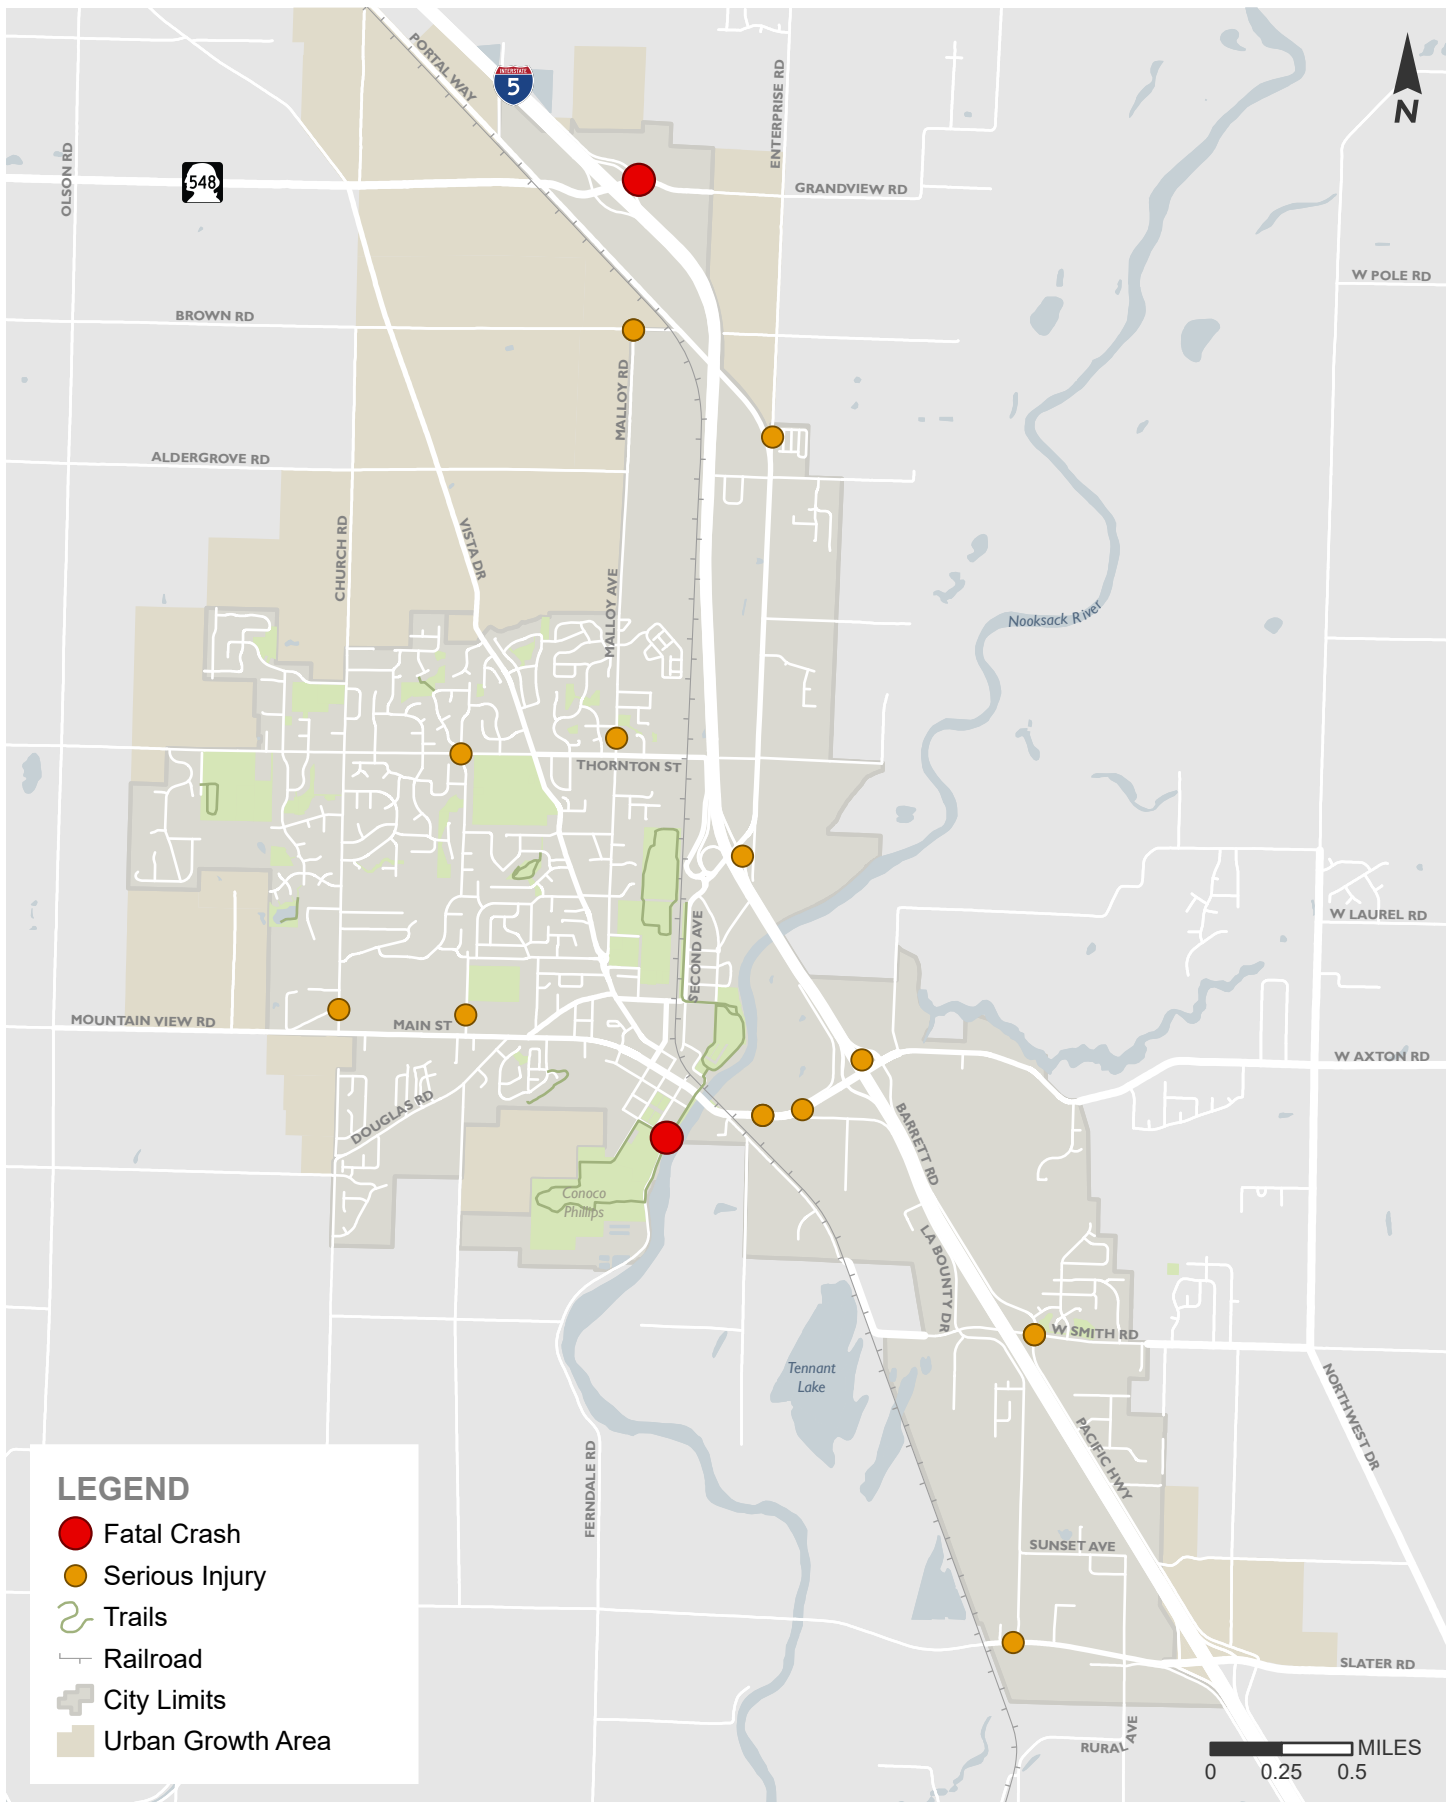 PORTAL WAY
INTERSTATE
5
ENTERPRISE RD
N
OLSON RD
548
GRANDVIEW RD
W POLE RD
BROWN RD
MALLOY RD
ALDERGROVE RD
CHURCH RD
VISTA DR
MALLOY AVE
Nooksack River
THORNTON ST
SECOND AVE
W LAUREL RD
MOUNTAIN VIEW RD
MAIN ST
W AXTON RD
DOUGLAS RD
BARRETT RD
Conoco
Phillips
LA BOUNTY DR
W SMITH RD
Tennant
Lake
NORTHWEST DR
PACIFIC HWY
FERNDALE RD
SUNSET AVE
SLATER RD
RURAL AVE
LEGEND
Fatal Crash
Serious Injury
Trails
Railroad
City Limits
Urban Growth Area
MILES
0 0.25 0.5